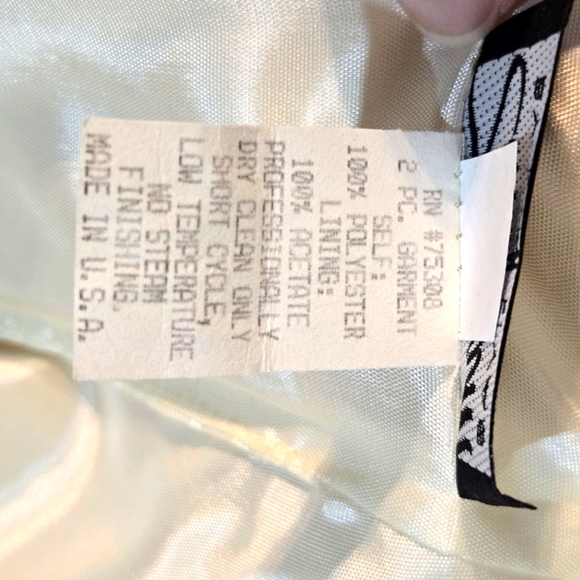 RN #75308
2 PC. GARMENT
SELF:
100% POLYESTER
LINING:
100% ACETATE
PROFESSIONALLY
DRY CLEAN ONLY
SHORT CYCLE,
LOW TEMPERATURE
NO STEAM
FINISHING.
MADE IN U.S.A.